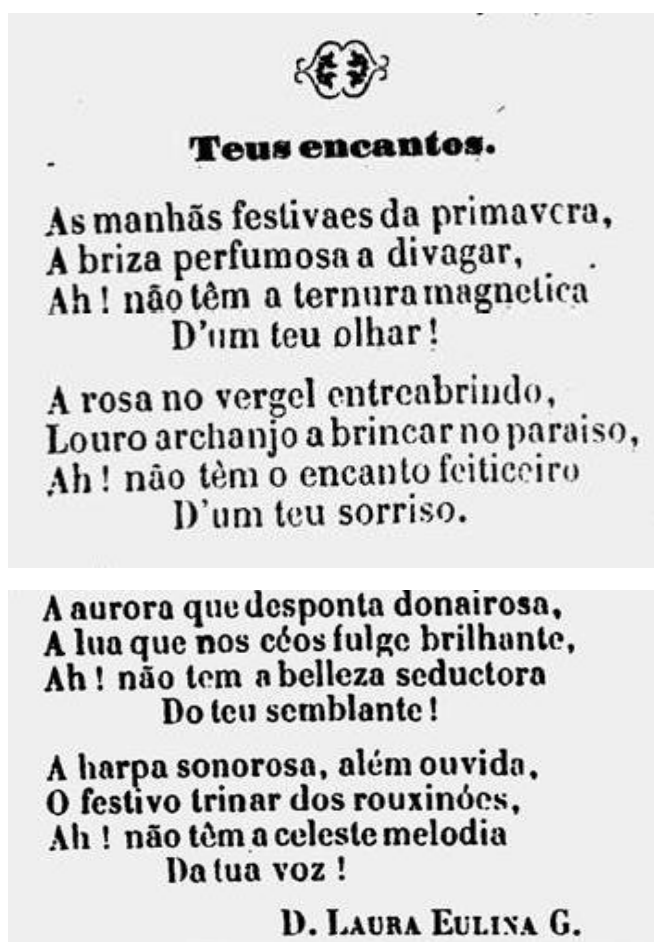 Teus encantos.
As manhãs festivaes da primavera,
A briza perfumosa a divagar,
Ah ! não têm a ternura magnetica
D'um teu olhar !
A rosa no vergel entreabrindo,
Louro archanjo a brincar no paraiso,
Ah ! não têm o encanto feiticeiro
D'um teu sorriso.
A aurora que desponta donairosa,
A lua que nos céos fulge brilhante,
Ah ! não tem a belleza seductora
Do teu semblante !
A harpa sonorosa, além ouvida,
O festivo trinar dos rouxinóes,
Ah ! não têm a celeste melodia
Da tua voz !
D. LAURA EULINA G.